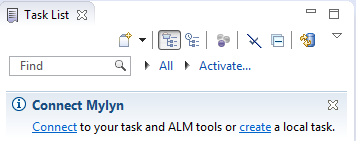 Task List
Find
All
Activate...
Connect Mylyn
Connect to your task and ALM tools or create a local task.